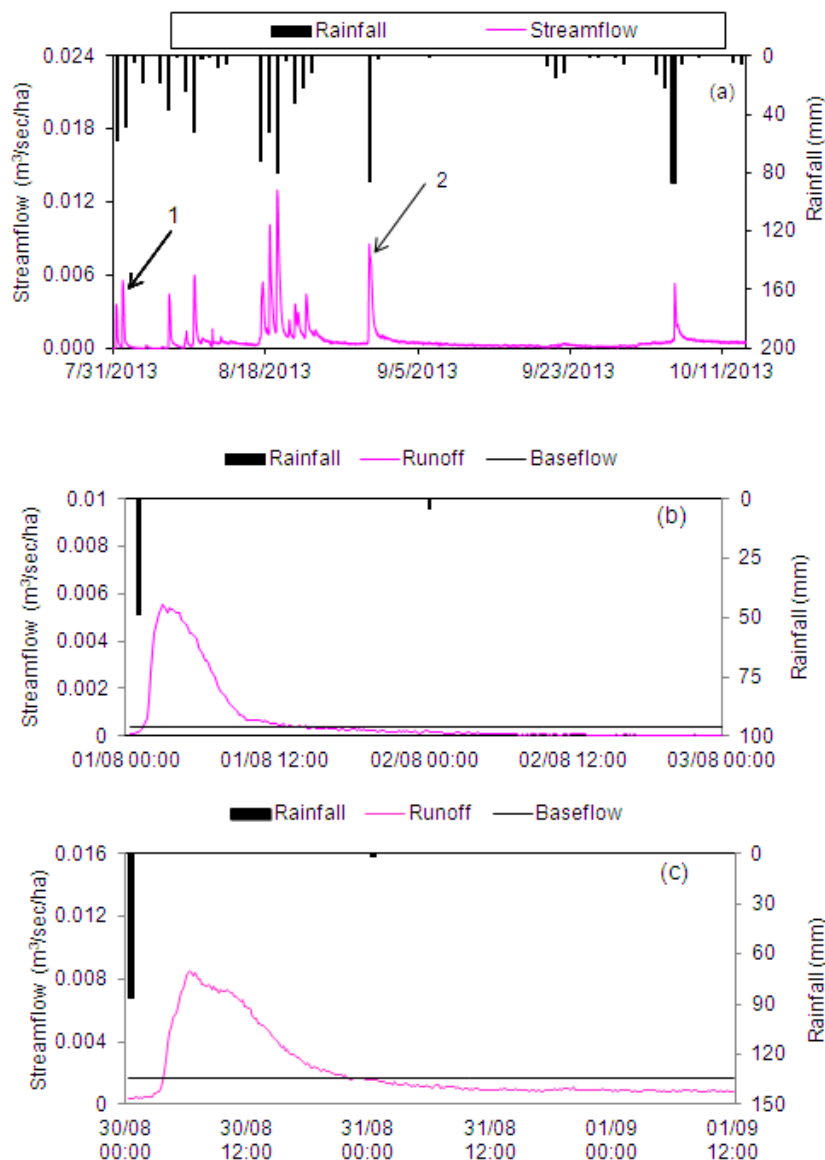 Rainfall Streamflow
Streamflow (m³/sec/ha)
0.024
0.018
0.012
0.006
0.000
(a)
1
2
0
40
80
120
160
200
Rainfall (mm)
7/31/2013 8/18/2013 9/5/2013 9/23/2013 10/11/2013
Rainfall Runoff Baseflow
Streamflow (m³/sec/ha)
0.01
0.008
0.006
0.004
0.002
0
(b)
0
25
50
75
100
Rainfall (mm)
01/08 00:00 01/08 12:00 02/08 00:00 02/08 12:00 03/08 00:00
Rainfall Runoff Baseflow
Streamflow (m³/sec/ha)
0.016
0.012
0.008
0.004
0
(c)
0
30
60
90
120
150
Rainfall (mm)
30/08 30/08 31/08 31/08 01/09 01/09
00:00 12:00 00:00 12:00 00:00 12:00